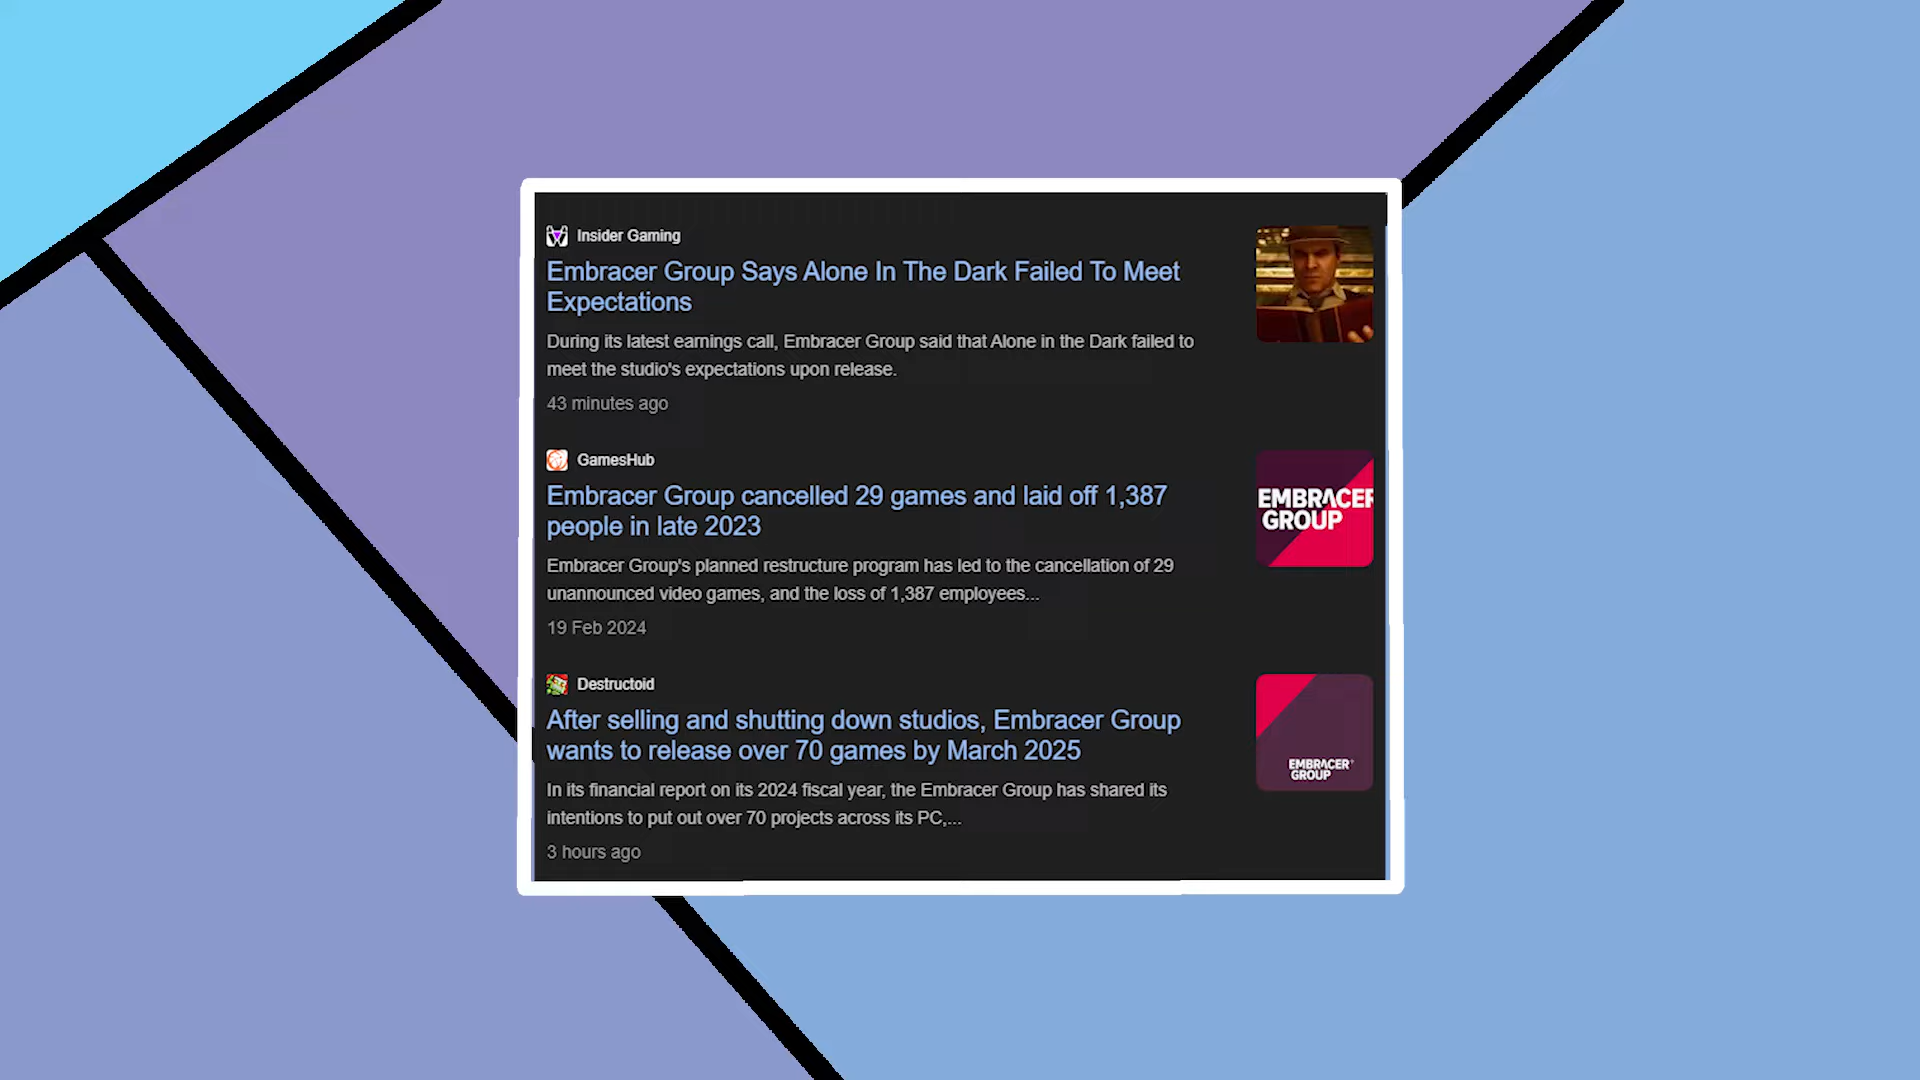 Insider Gaming
Embracer Group Says Alone In The Dark Failed To Meet
Expectations
During its latest earnings call, Embracer Group said that Alone in the Dark failed to
meet the studio's expectations upon release.
43 minutes ago
GamesHub
Embracer Group cancelled 29 games and laid off 1,387
people in late 2023
Embracer Group's planned restructure program has led to the cancellation of 29
unannounced video games, and the loss of 1,387 employees...
19 Feb 2024
EMBRACER
GROUP
Destructoid
After selling and shutting down studios, Embracer Group
wants to release over 70 games by March 2025
In its financial report on its 2024 fiscal year, the Embracer Group has shared its
intentions to put out over 70 projects across its PC,...
3 hours ago
EMBRACER
GROUP